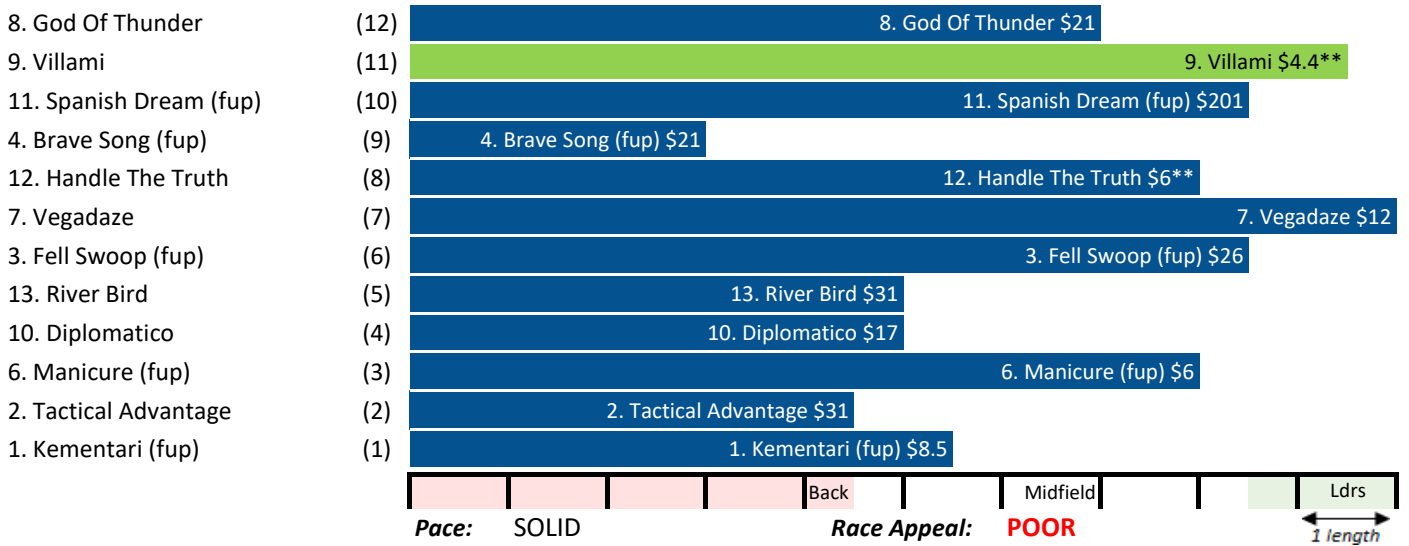 8. God Of Thunder (12) 8. God Of Thunder $21
9. Villami (11) 9. Villami $4.4**
11. Spanish Dream (fup) (10) 11. Spanish Dream (fup) $201
4. Brave Song (fup) (9) 4. Brave Song (fup) $21
12. Handle The Truth (8) 12. Handle The Truth $6**
7. Vegadaze (7) 7. Vegadaze $12
3. Fell Swoop (fup) (6) 3. Fell Swoop (fup) $26
13. River Bird (5) 13. River Bird $31
10. Diplomatico (4) 10. Diplomatico $17
6. Manicure (fup) (3) 6. Manicure (fup) $6
2. Tactical Advantage (2) 2. Tactical Advantage $31
1. Kementari (fup) (1) 1. Kementari (fup) $8.5
Back Midfield Ldrs
Pace: SOLID Race Appeal: POOR 1 length